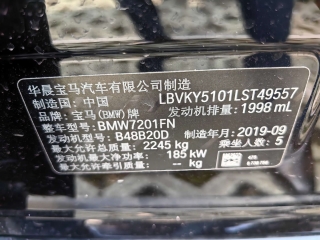 华晨宝马汽车有限公司制造
制造国：中国 LBVKY5101LST49557
品牌：宝马(BMW)牌 发动机排量：1998 mL
整车型号：BMW7201FN
发动机型号：B48B20D 制造年月：2019-09
最大允许总质量：2245 kg 乘坐人数：5
发动机最大净功率：185 kW
最大允许牵引质量：-- kg